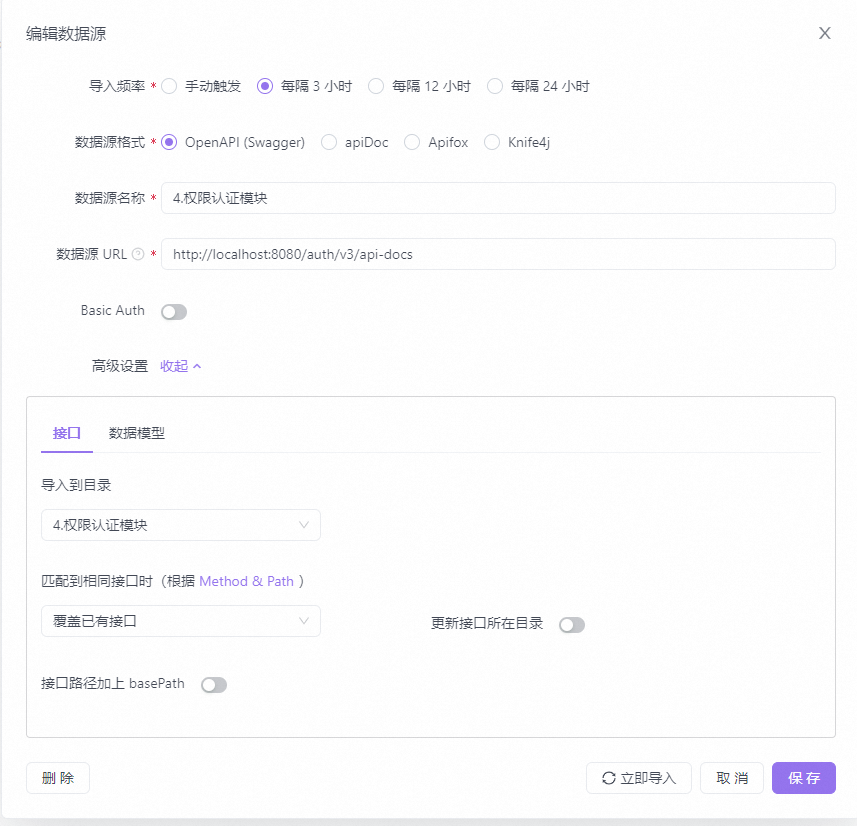 编辑数据源
导入频率 * 手动触发 每隔 3 小时 每隔 12 小时 每隔 24 小时
数据源格式 * OpenAPI (Swagger) apiDoc Apifox Knife4j
数据源名称 * 4.权限认证模块
数据源 URL * http://localhost:8080/auth/v3/api-docs
Basic Auth
高级设置 收起
接口 数据模型
导入到目录
4.权限认证模块
匹配到相同接口时（根据 Method & Path ）
覆盖已有接口 更新接口所在目录
接口路径加上 basePath
删 除 立即导入 取 消 保 存